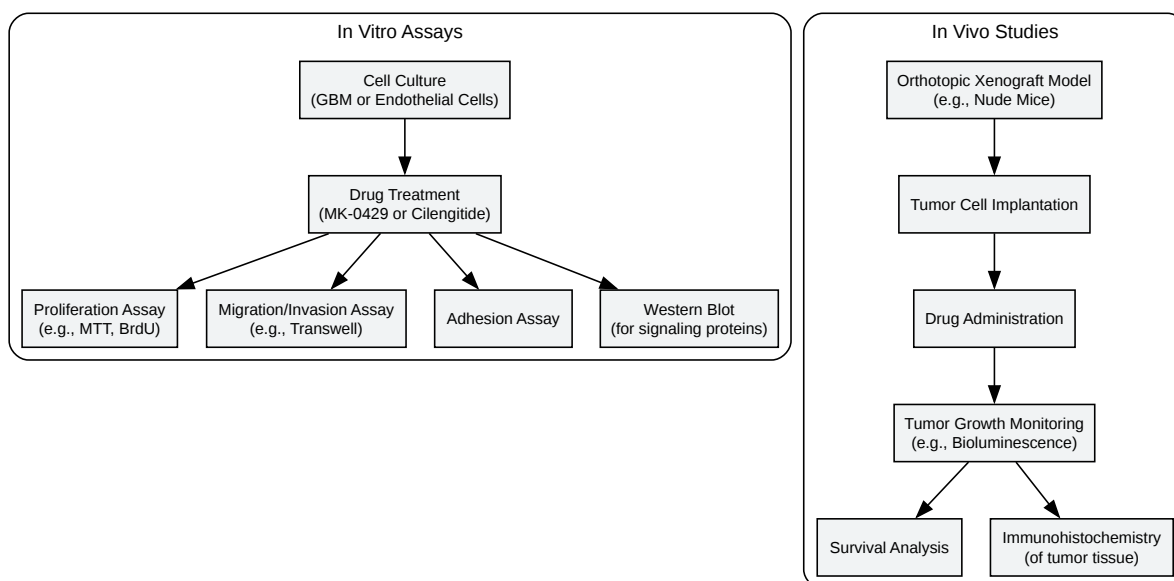 In Vitro Assays
Cell Culture
(GBM or Endothelial Cells)
Drug Treatment
(MK-0429 or Cilengitide)
Proliferation Assay
(e.g., MTT, BrdU)
Migration/Invasion Assay
(e.g., Transwell)
Adhesion Assay
Western Blot
(for signaling proteins)
In Vivo Studies
Orthotopic Xenograft Model
(e.g., Nude Mice)
Tumor Cell Implantation
Drug Administration
Tumor Growth Monitoring
(e.g., Bioluminescence)
Survival Analysis
Immunohistochemistry
(of tumor tissue)